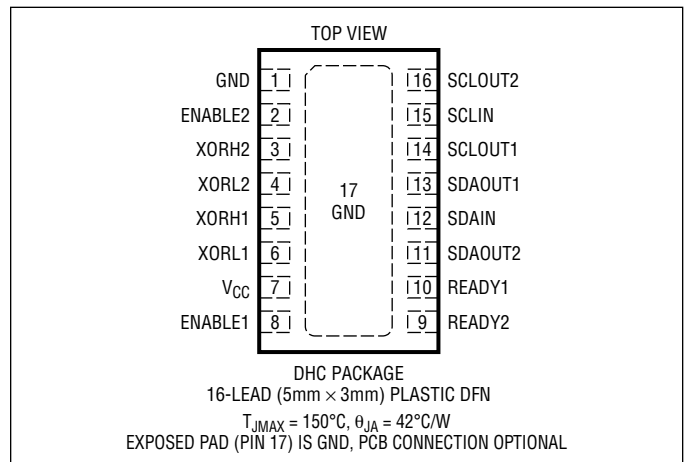 TOP VIEW
GND 1 16 SCLOUT2
ENABLE2 2 15 SCLIN
XORH2 3 14 SCLOUT1
XORL2 4 13 SDAOUT1
17
GND
XORH1 5 12 SDAIN
XORL1 6 11 SDAOUT2
VCC 7 10 READY1
ENABLE1 8 9 READY2
DHC PACKAGE
16-LEAD (5mm × 3mm) PLASTIC DFN
TJMAX = 150°C, θJA = 42°C/W
EXPOSED PAD (PIN 17) IS GND, PCB CONNECTION OPTIONAL